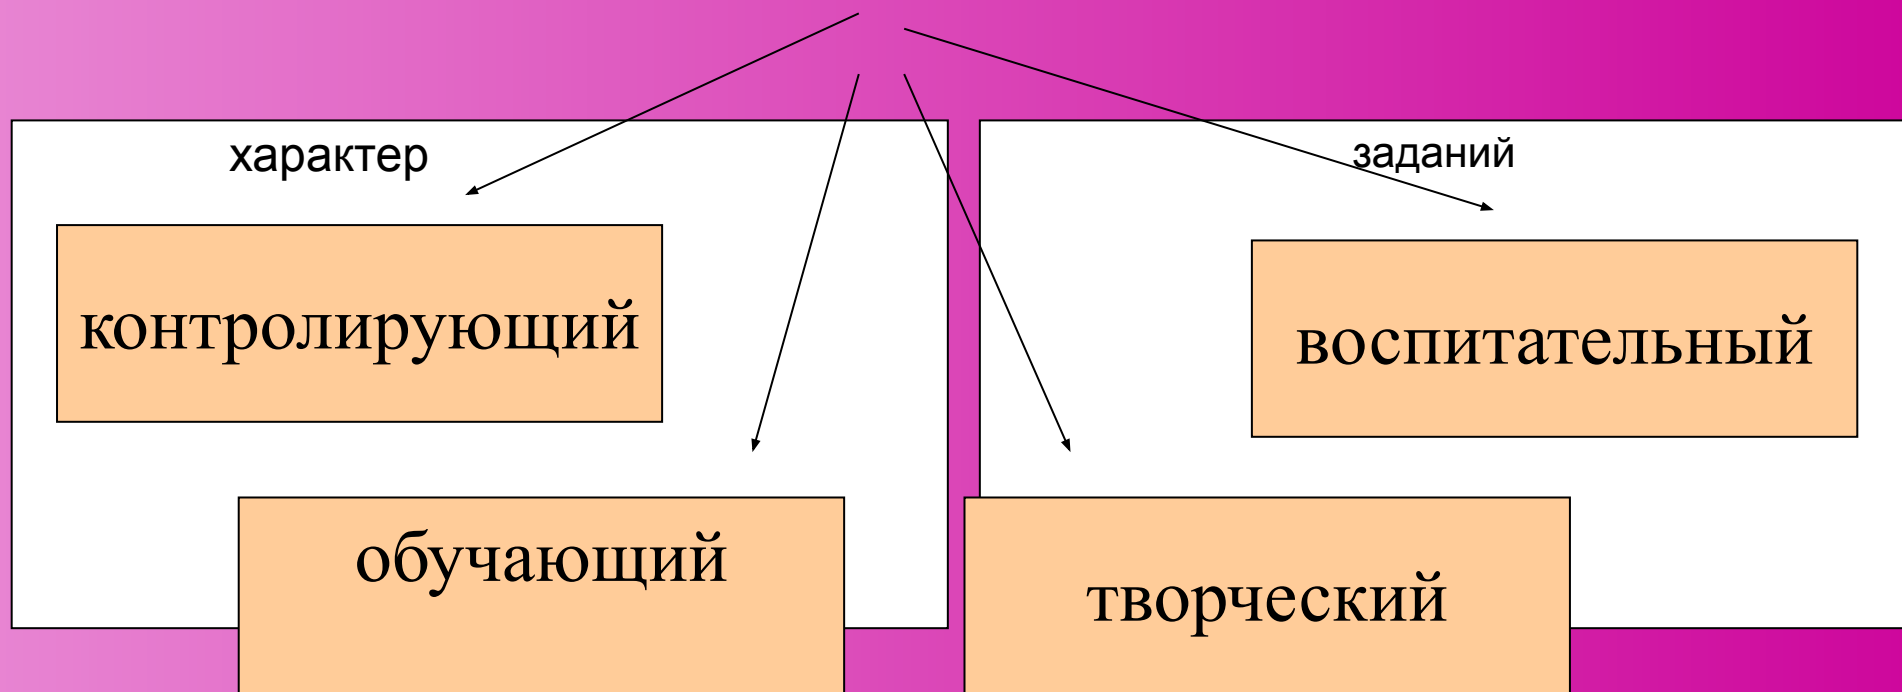 характер
заданий
контролирующий
воспитательный
обучающий
творческий